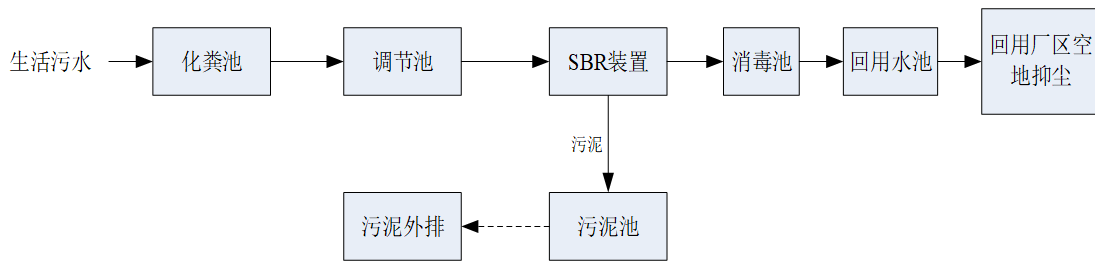 生活污水
化粪池
调节池
SBR装置
消毒池
回用水池
回用厂区空
地抑尘
污泥
污泥外排
污泥池